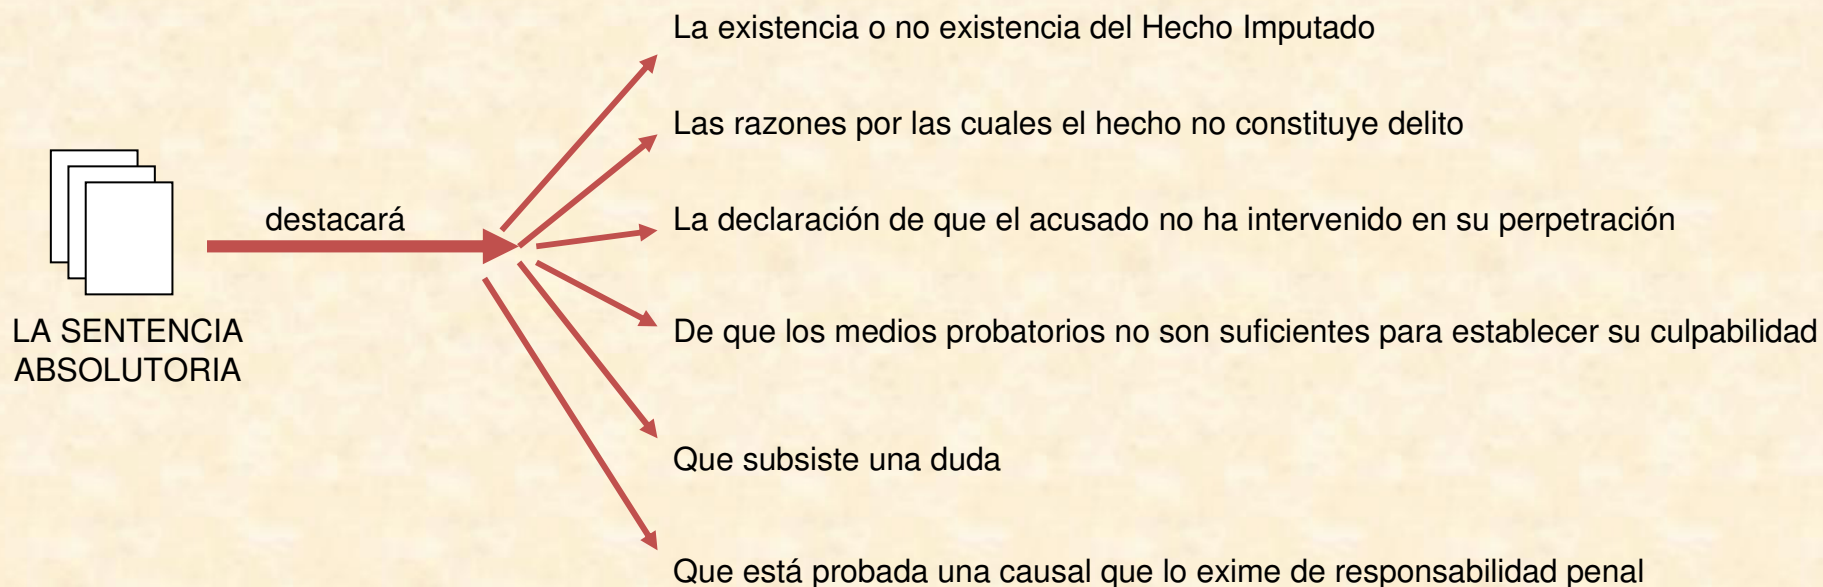 La existencia o no existencia del Hecho Imputado
Las razones por las cuales el hecho no constituye delito
destacará
La declaración de que el acusado no ha intervenido en su perpetración
LA SENTENCIA
ABSOLUTORIA
De que los medios probatorios no son suficientes para establecer su culpabilidad
Que subsiste una duda
Que está probada una causal que lo exime de responsabilidad penal